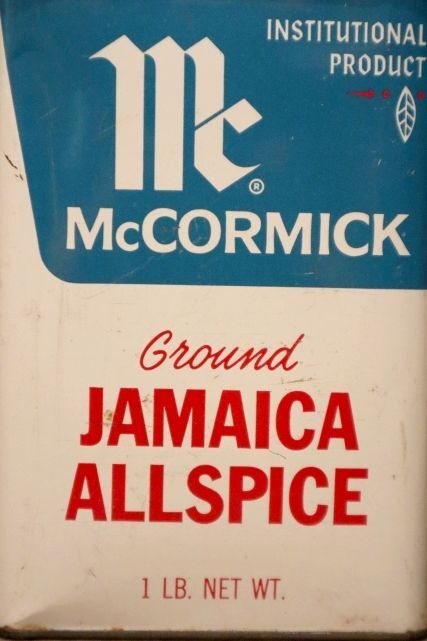 INSTITUTIONAL
PRODUCT
Mc
®
McCORMICK
Ground
JAMAICA
ALLSPICE
1 LB. NET WT.